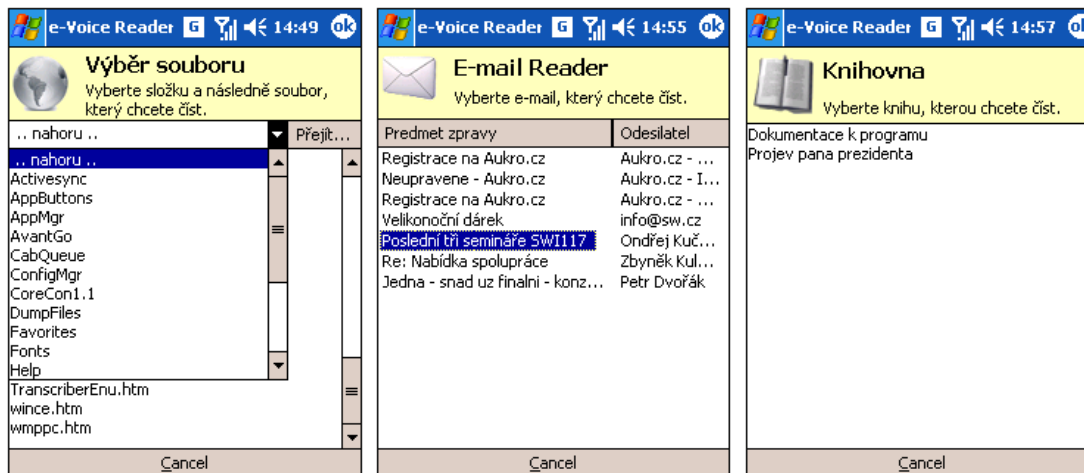 e-Voice Reader G 14:49 ok
Výběr souboru
Vyberte složku a následně soubor,
který chcete číst.
.. nahoru .. Přejít...
.. nahoru ..
Activesync
AppButtons
AppMgr
AvantGo
CabQueue
ConfigMgr
CoreCon1.1
DumpFiles
Favorites
Fonts
Help
TranscriberEnu.htm
wince.htm
wmppc.htm
Cancel
e-Voice Reader G 14:55 ok
E-mail Reader
Vyberte e-mail, který chcete číst.
Predmet zpravy Odesilatel
Registrace na Aukro.cz Aukro.cz - ...
Neupravene - Aukro.cz Aukro.cz - I...
Registrace na Aukro.cz Aukro.cz - ...
Velikonoční dárek info@sw.cz
Poslední tři semináře SWI117 Ondřej Kuč...
Re: Nabídka spolupráce Zbyněk Kul...
Jedna - snad uz finalni - konz... Petr Dvořák
Cancel
e-Voice Reader G 14:57 ok
Knihovna
Vyberte knihu, kterou chcete číst.
Dokumentace k programu
Projev pana prezidenta
Cancel